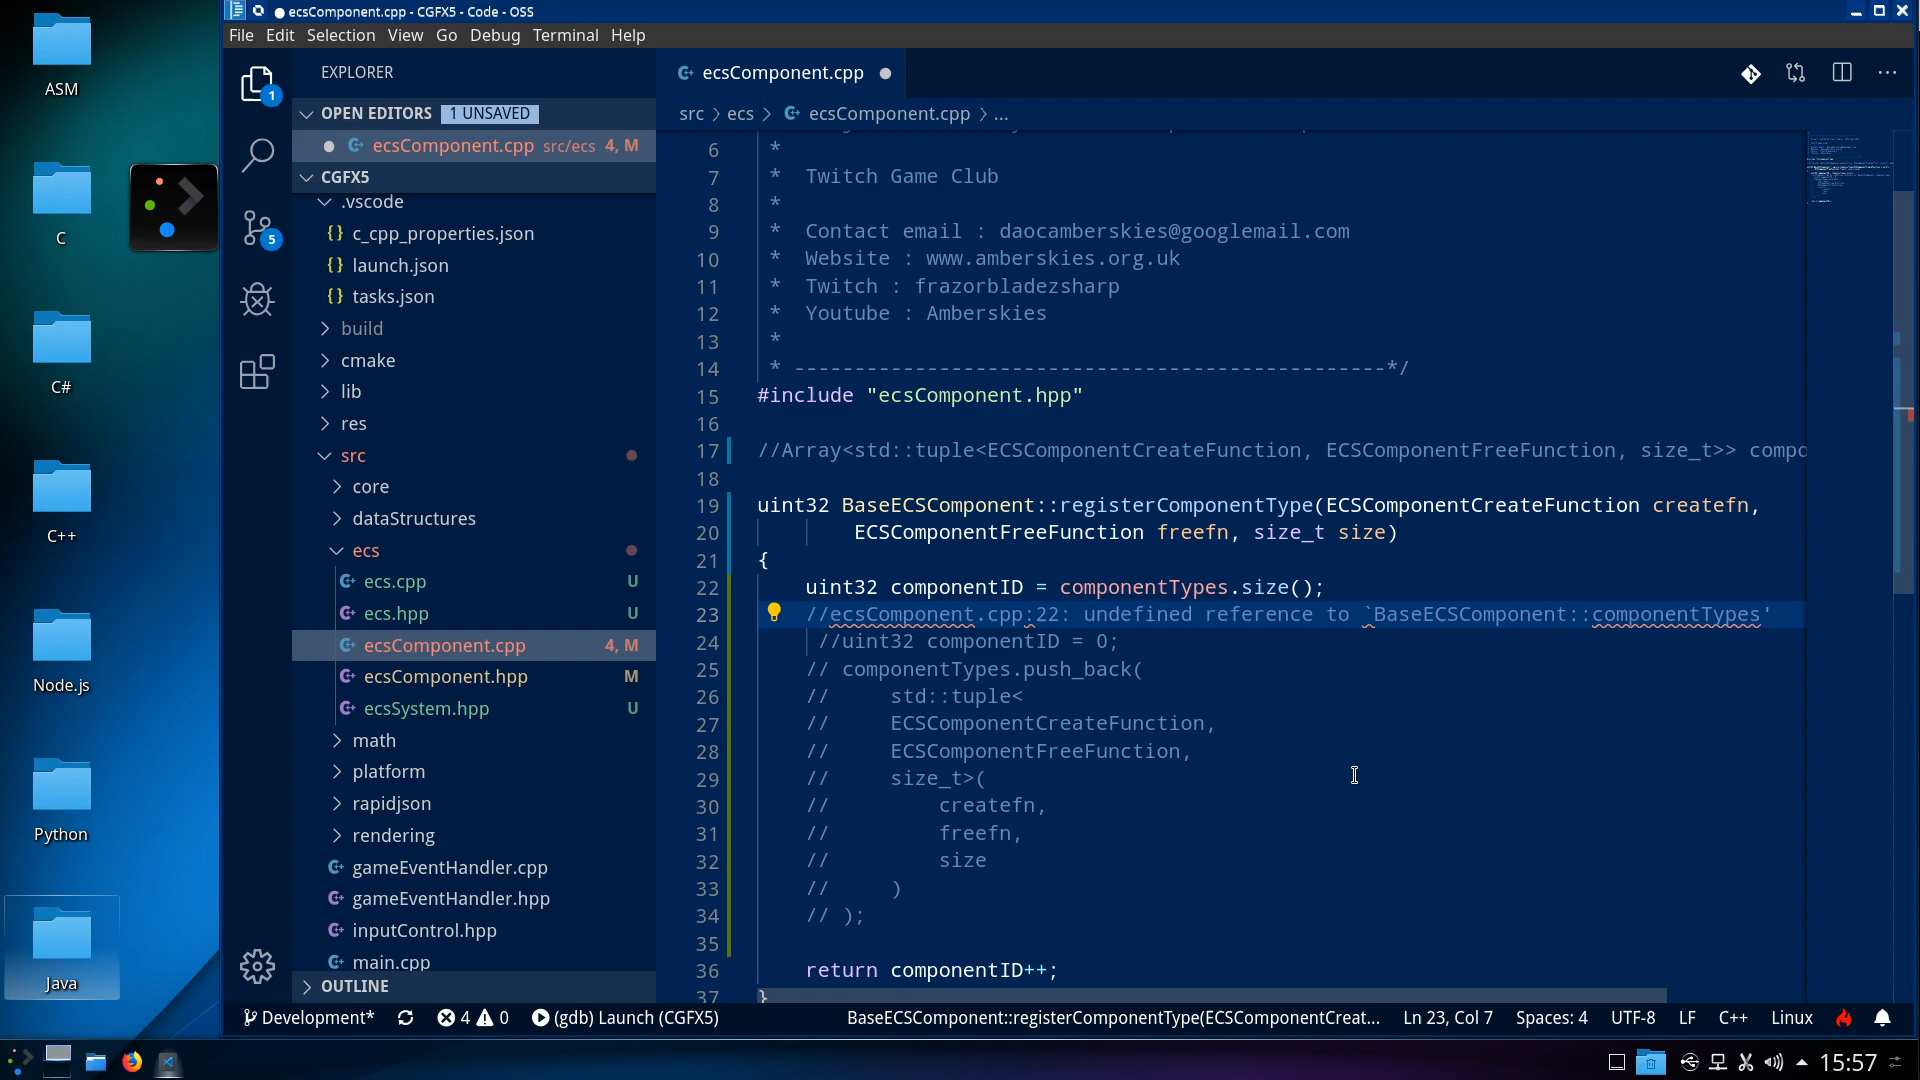 ecsComponent.cpp - CGFX5 - Code - OSS
File Edit Selection View Go Debug Terminal Help
ASM
C
C#
C++
Node.js
Python
Java
1
5
EXPLORER
OPEN EDITORS 1 UNSAVED
ecsComponent.cpp src/ecs 4, M
CGFX5
.vscode
{} c_cpp_properties.json
{} launch.json
{} tasks.json
build
cmake
lib
res
src
core
dataStructures
ecs
ecs.cpp U
ecs.hpp U
ecsComponent.cpp 4, M
ecsComponent.hpp M
ecsSystem.hpp U
math
platform
rapidjson
rendering
gameEventHandler.cpp
gameEventHandler.hpp
inputControl.hpp
main.cpp
OUTLINE
ecsComponent.cpp
src > ecs > ecsComponent.cpp > ...
6 *
7 * Twitch Game Club
8 *
9 * Contact email : daocamberskies@googlemail.com
10 * Website : www.amberskies.org.uk
11 * Twitch : frazorbladezsharp
12 * Youtube : Amberskies
13 *
14 * -------------------------------------------------*/
15 #include "ecsComponent.hpp"
16
17 //Array<std::tuple<ECSComponentCreateFunction, ECSComponentFreeFunction, size_t>> compo
18
19 uint32 BaseECSComponent::registerComponentType(ECSComponentCreateFunction createfn,
20 ECSComponentFreeFunction freefn, size_t size)
21 {
22 uint32 componentID = componentTypes.size();
23 //ecsComponent.cpp:22: undefined reference to `BaseECSComponent::componentTypes'
24 //uint32 componentID = 0;
25 // componentTypes.push_back(
26 // std::tuple<
27 // ECSComponentCreateFunction,
28 // ECSComponentFreeFunction,
29 // size_t>(
30 // createfn,
31 // freefn,
32 // size
33 // )
34 // );
35
36 return componentID++;
37 }
Development* 4 0 (gdb) Launch (CGFX5) BaseECSComponent::registerComponentType(ECSComponentCreat... Ln 23, Col 7 Spaces: 4 UTF-8 LF C++ Linux
15:57